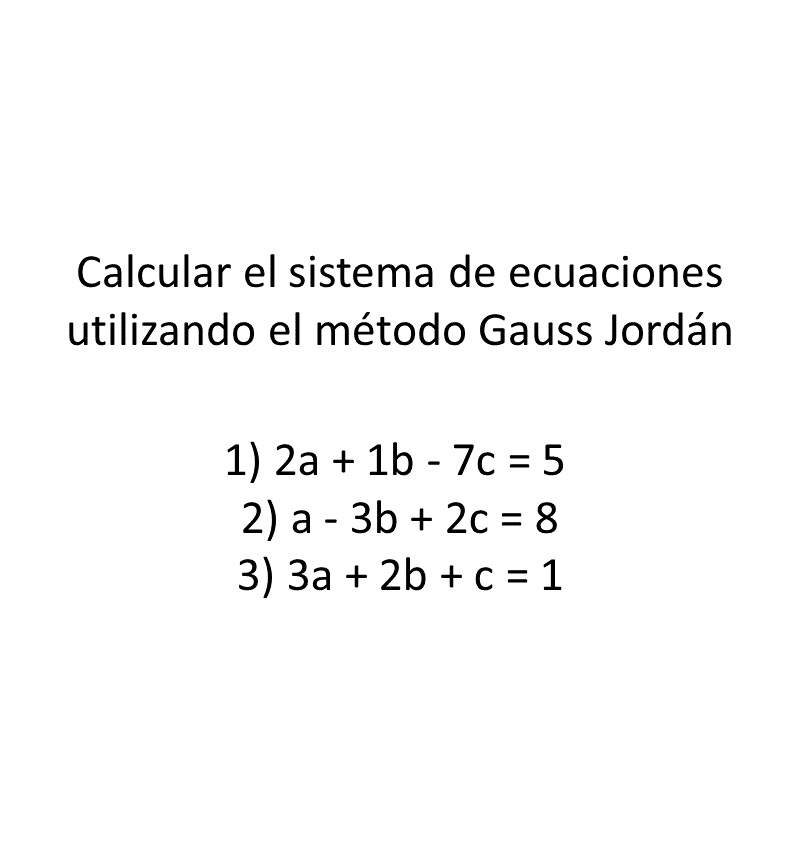 Calcular el sistema de ecuaciones
utilizando el método Gauss Jordán
1) 2a + 1b - 7c = 5
2) a - 3b + 2c = 8
3) 3a + 2b + c = 1